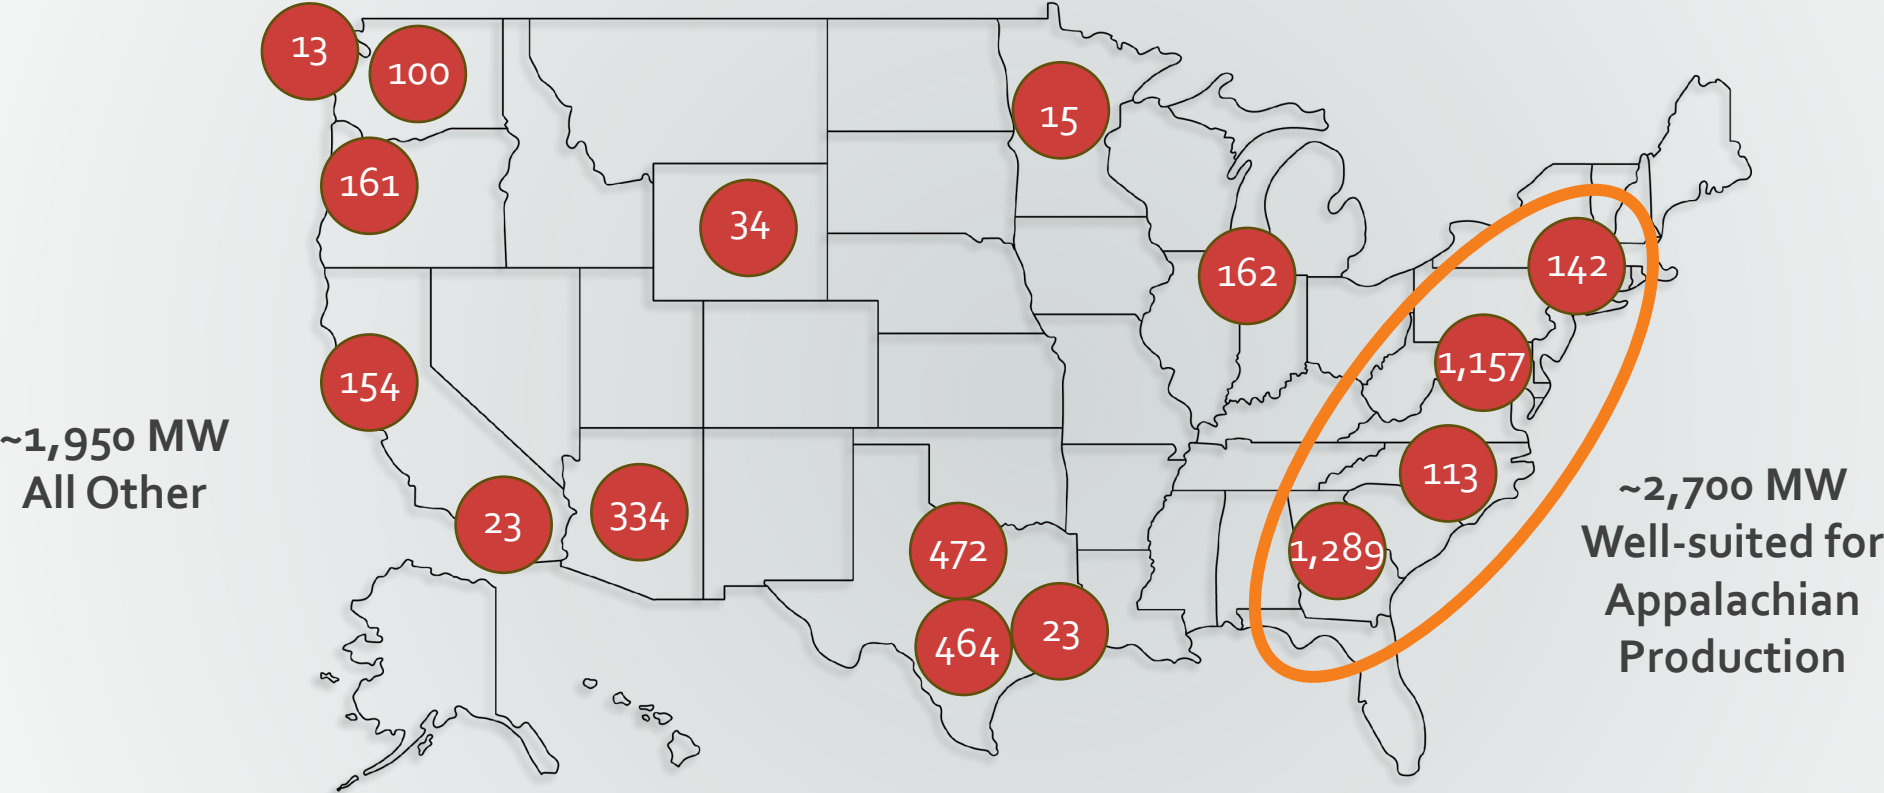 13
100
15
161
34
142
162
154
1,157
~1,950 MW
All Other
113
~2,700 MW
Well-suited for
Appalachian
Production
23
334
472
1,289
464
23